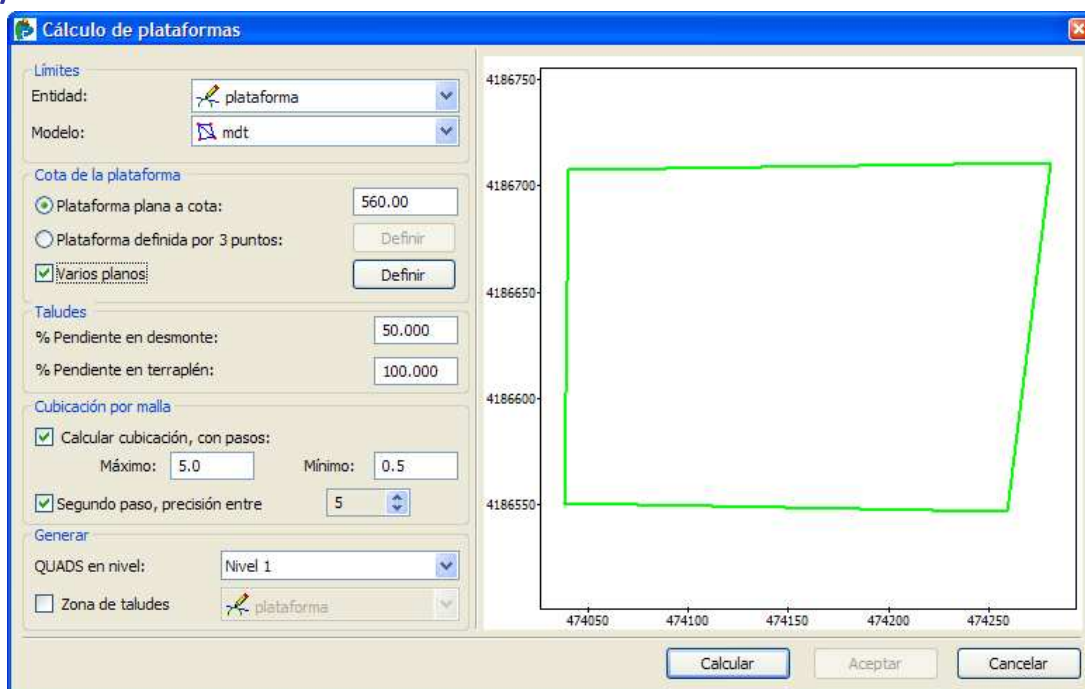 Cálculo de plataformas
Límites
Entidad: plataforma
Modelo: mdt
Cota de la plataforma
Plataforma plana a cota: 560.00
Plataforma definida por 3 puntos: Definir
Varios planos Definir
Taludes
% Pendiente en desmonte: 50.000
% Pendiente en terraplén: 100.000
Cubicación por malla
Calcular cubicación, con pasos:
Máximo: 5.0 Mínimo: 0.5
Segundo paso, precisión entre 5
Generar
QUADS en nivel: Nivel 1
Zona de taludes plataforma
4186750
4186700
4186650
4186600
4186550
474050 474100 474150 474200 474250
Calcular Aceptar Cancelar